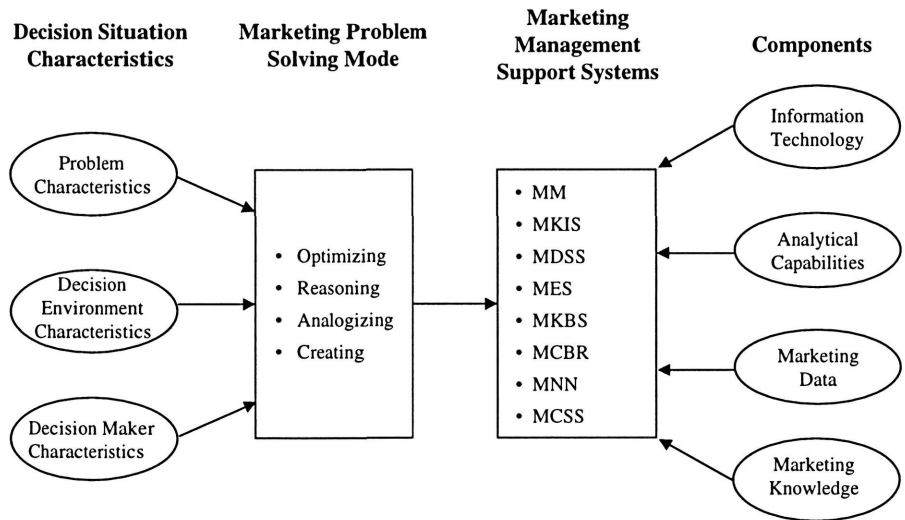 Decision Situation
Characteristics
Marketing Problem
Solving Mode
Marketing
Management
Support Systems
Components
Problem
Characteristics
Decision
Environment
Characteristics
Decision Maker
Characteristics
• Optimizing
• Reasoning
• Analogizing
• Creating
• MM
• MKIS
• MDSS
• MES
• MKBS
• MCBR
• MNN
• MCSS
Information
Technology
Analytical
Capabilities
Marketing
Data
Marketing
Knowledge